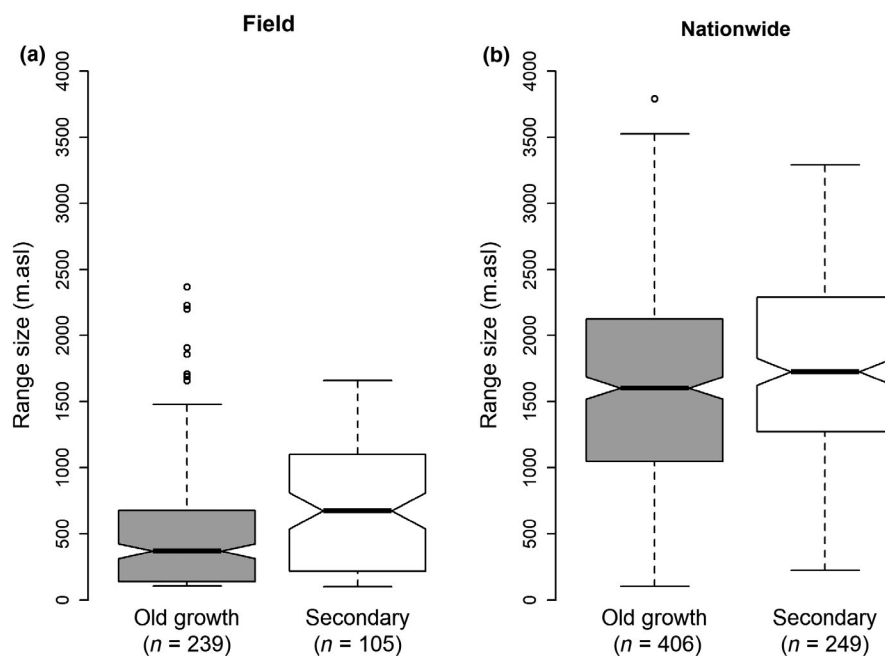 Field
(a)
Range size (m.asl)
4000
3500
3000
2500
2000
1500
1000
500
0
Old growth
(n = 239)
Secondary
(n = 105)
Nationwide
(b)
Range size (m.asl)
4000
3500
3000
2500
2000
1500
1000
500
0
Old growth
(n = 406)
Secondary
(n = 249)